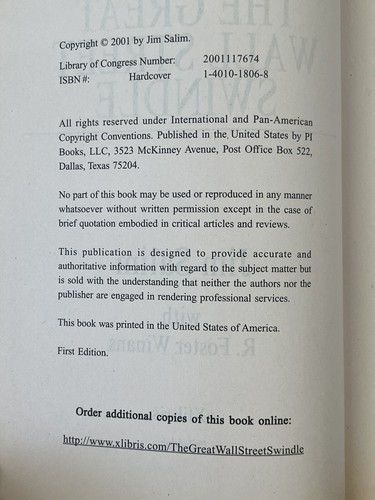 Copyright © 2001 by Jim Salim.
Library of Congress Number: 2001117674
ISBN #: Hardcover 1-4010-1806-8
All rights reserved under International and Pan-American
Copyright Conventions. Published in the United States by PI
Books, LLC, 3523 McKinney Avenue, Post Office Box 522,
Dallas, Texas 75204.
No part of this book may be used or reproduced in any manner
whatsoever without written permission except in the case of
brief quotation embodied in critical articles and reviews.
This publication is designed to provide accurate and
authoritative information with regard to the subject matter but
is sold with the understanding that neither the authors nor the
publisher are engaged in rendering professional services.
This book was printed in the United States of America.
First Edition.
Order additional copies of this book online:
http://www.xlibris.com/TheGreatWallStreetSwindle